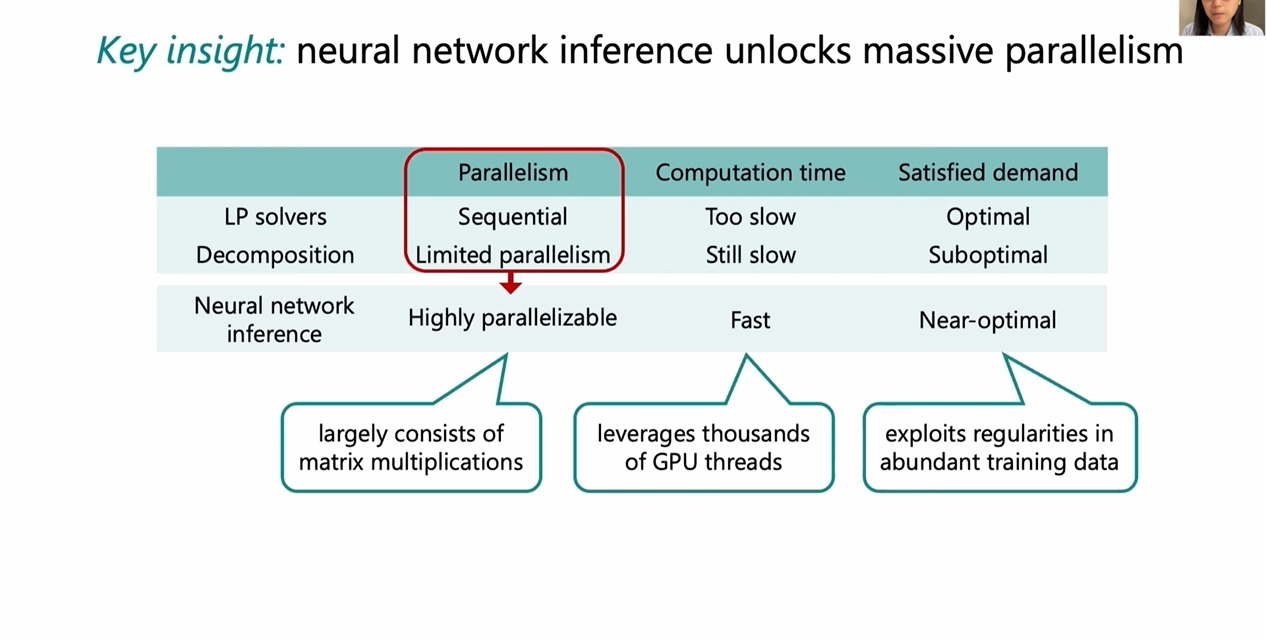 Key insight: neural network inference unlocks massive parallelism
Parallelism Computation time Satisfied demand
LP solvers Sequential Too slow Optimal
Decomposition Limited parallelism Still slow Suboptimal
Neural network
inference Highly parallelizable Fast Near-optimal
largely consists of
matrix multiplications
leverages thousands
of GPU threads
exploits regularities in
abundant training data